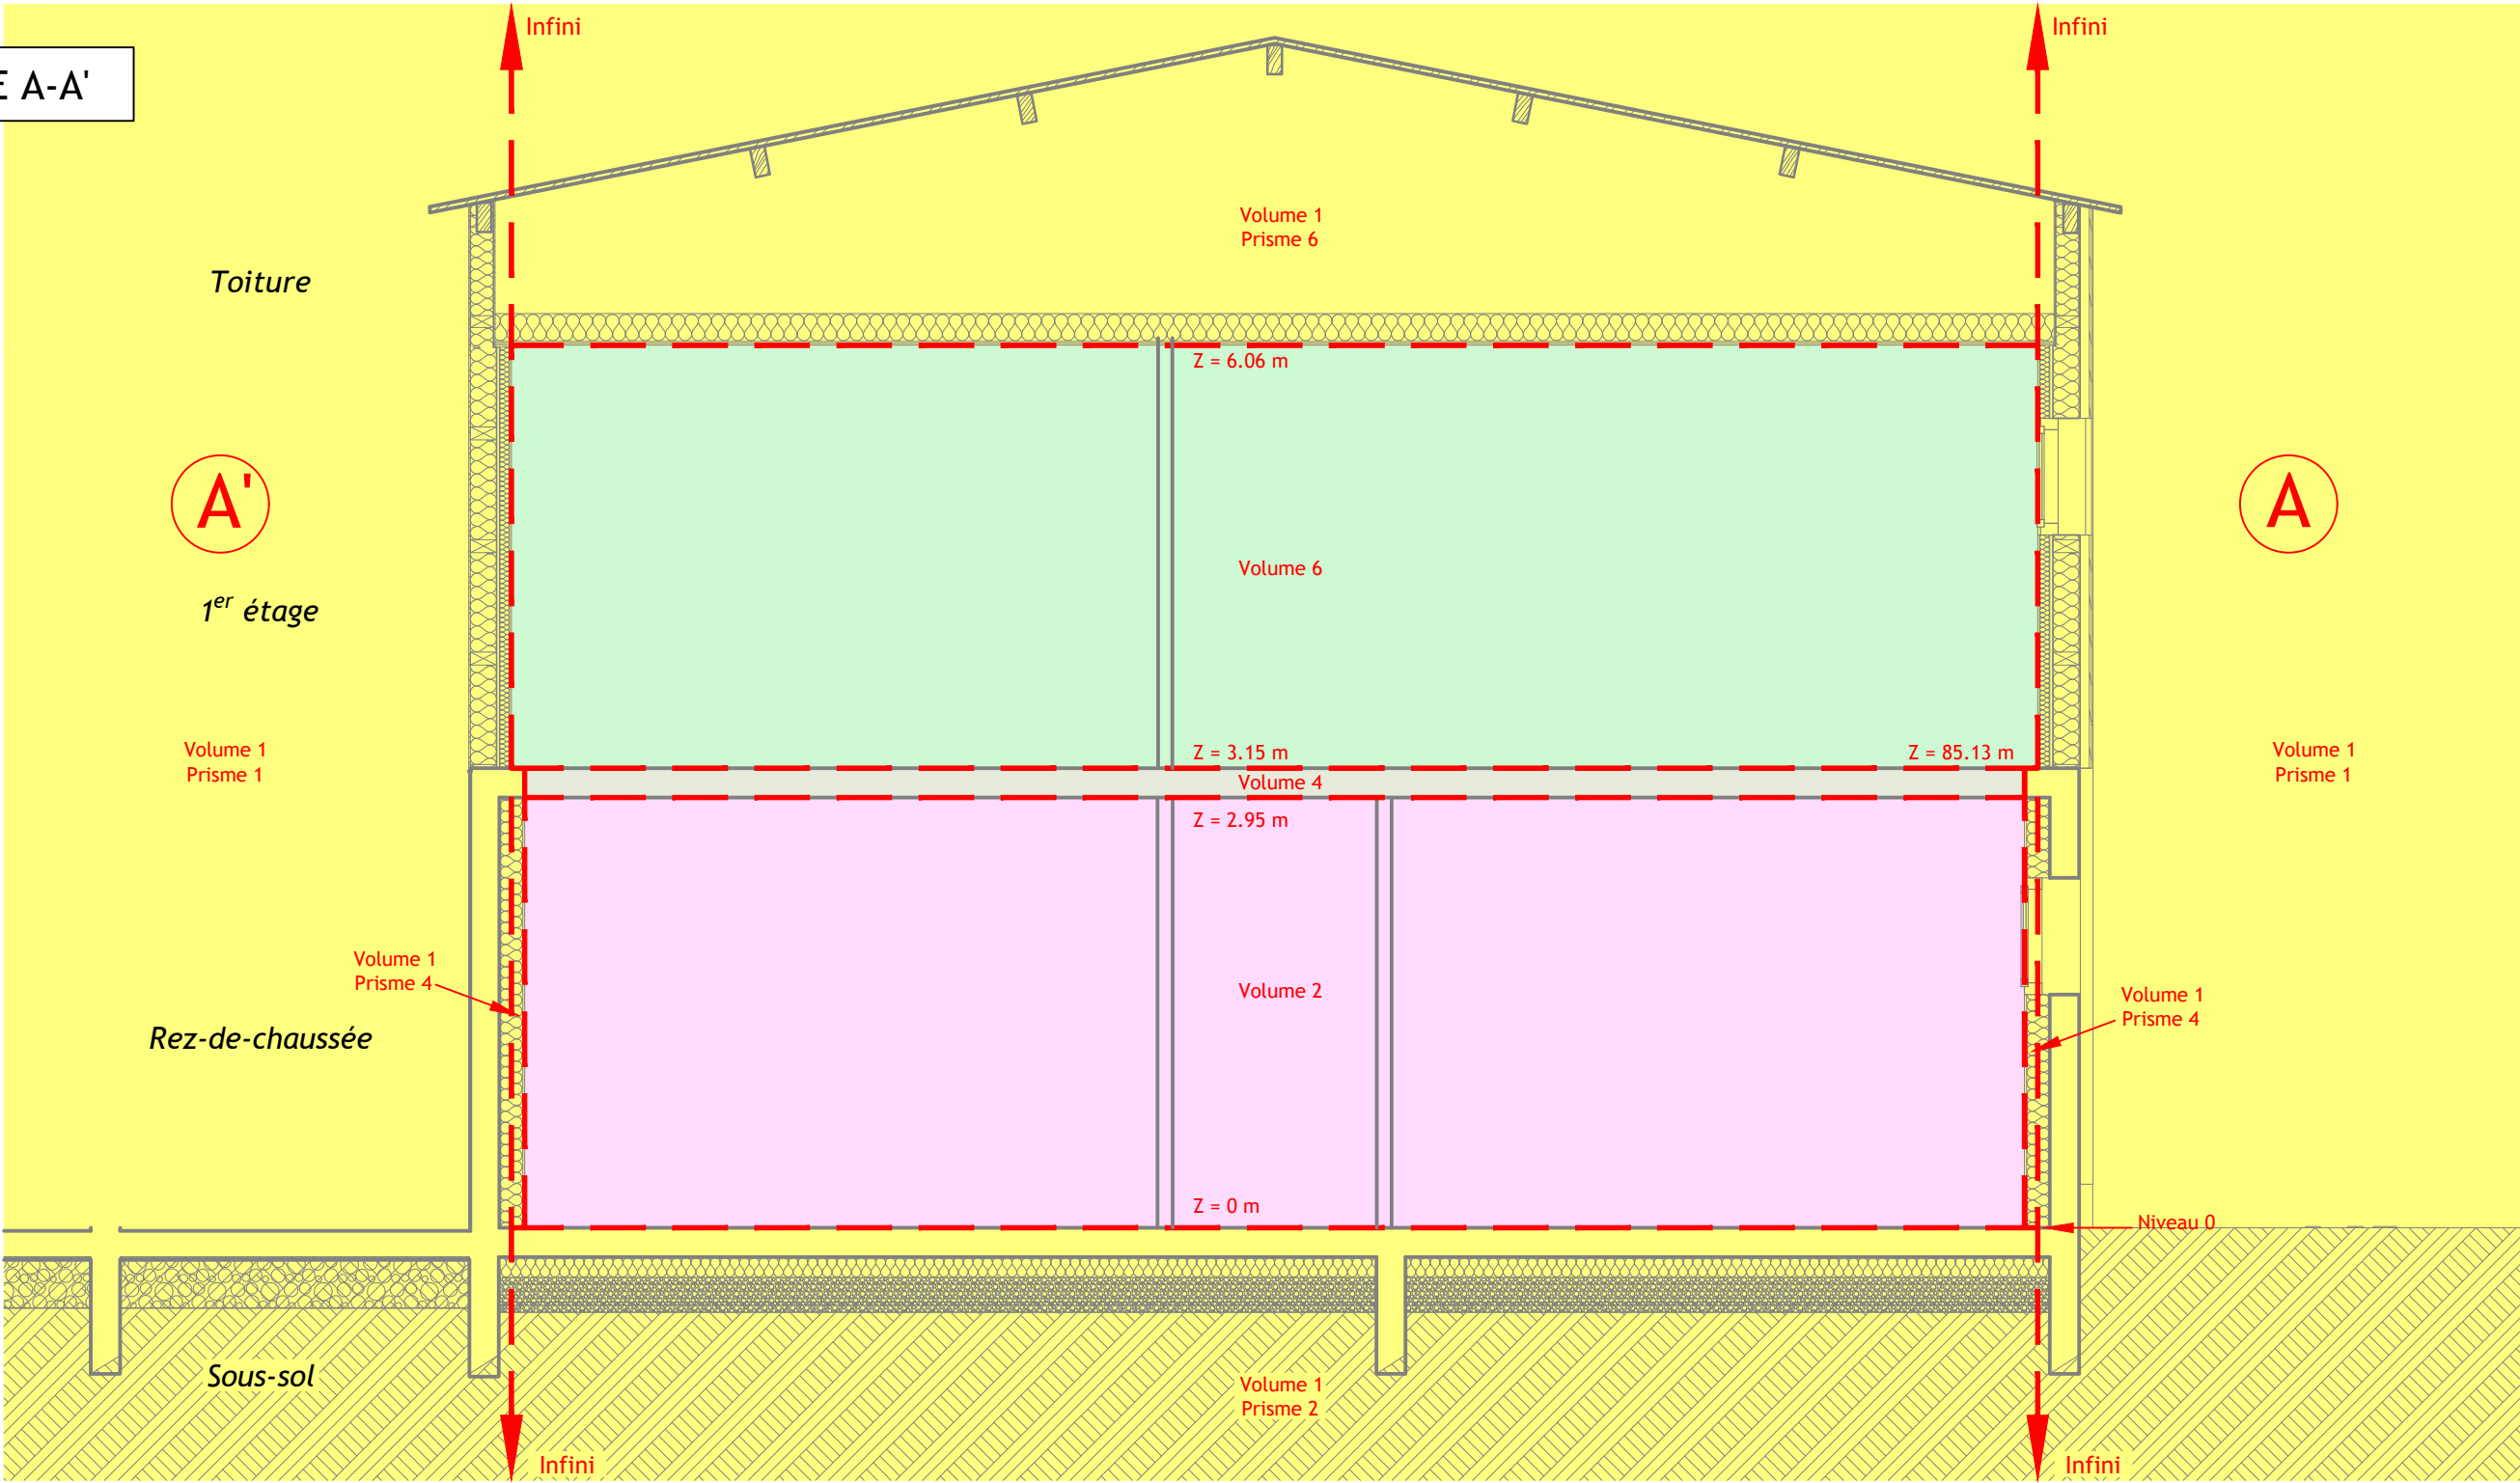 Infini
Infini
E A-A'
Volume 1
Prisme 6
Toiture
Z = 6.06 m
A'
A
Volume 6
1er étage
Volume 1
Prisme 1
Z = 3.15 m
Z = 85.13 m
Volume 1
Prisme 1
Volume 4
Z = 2.95 m
Volume 1
Prisme 4
Volume 2
Volume 1
Prisme 4
Rez-de-chaussée
Z = 0 m
Niveau 0
Sous-sol
Volume 1
Prisme 2
Infini
Infini